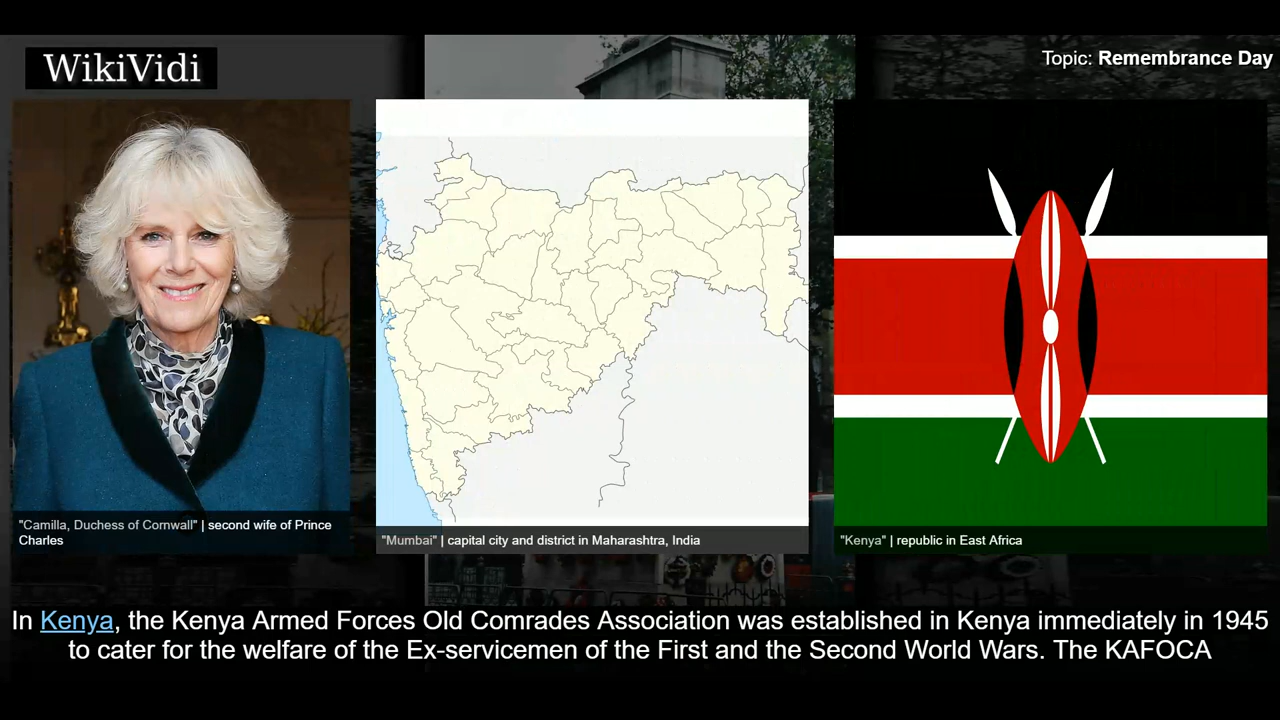 WikiVidi
Topic: Remembrance Day
"Camilla, Duchess of Cornwall" | second wife of Prince
Charles
"Mumbai" | capital city and district in Maharashtra, India
"Kenya" | republic in East Africa
In Kenya, the Kenya Armed Forces Old Comrades Association was established in Kenya immediately in 1945
to cater for the welfare of the Ex-servicemen of the First and the Second World Wars. The KAFOCA